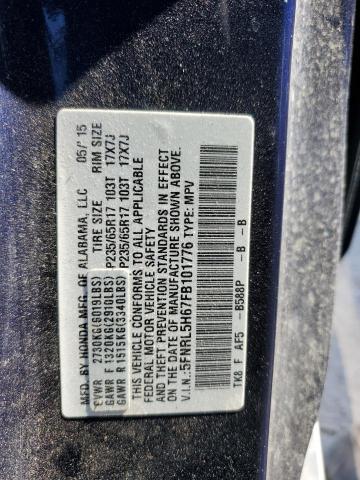 MFD. BY HONDA MFG. OF ALABAMA, LLC 05/ 15
TIRE SIZE RIM SIZE
GVWR 2730KG(6019LBS)
GAWR F 1320KG(2910LBS) P235/65R17 103T 17X7J
GAWR R 1515KG(3340LBS) P235/65R17 103T 17X7J
THIS VEHICLE CONFORMS TO ALL APPLICABLE
FEDERAL MOTOR VEHICLE SAFETY
AND THEFT PREVENTION STANDARDS IN EFFECT
ON THE DATE OF MANUFACTURE SHOWN ABOVE.
V.I.N.:5FNRL5H67FB101776 TYPE: MPV
TK8 F AF5 -B588P -B -B